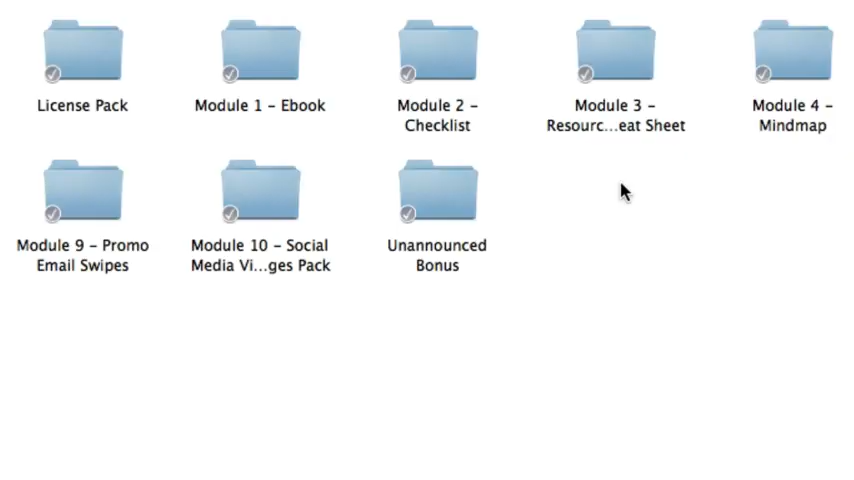 License Pack
Module 1 - Ebook
Module 2 -
Checklist
Module 3 -
Resourc...eat Sheet
Module 4 -
Mindmap
Module 9 - Promo
Email Swipes
Module 10 - Social
Media Vi...ges Pack
Unannounced
Bonus